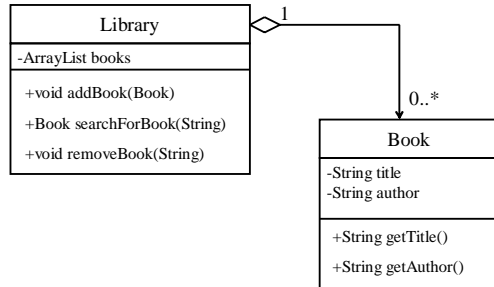 Library
-ArrayList books
+void addBook(Book)
+Book searchForBook(String)
+void removeBook(String)
1
0..*
Book
-String title
-String author
+String getTitle()
+String getAuthor()